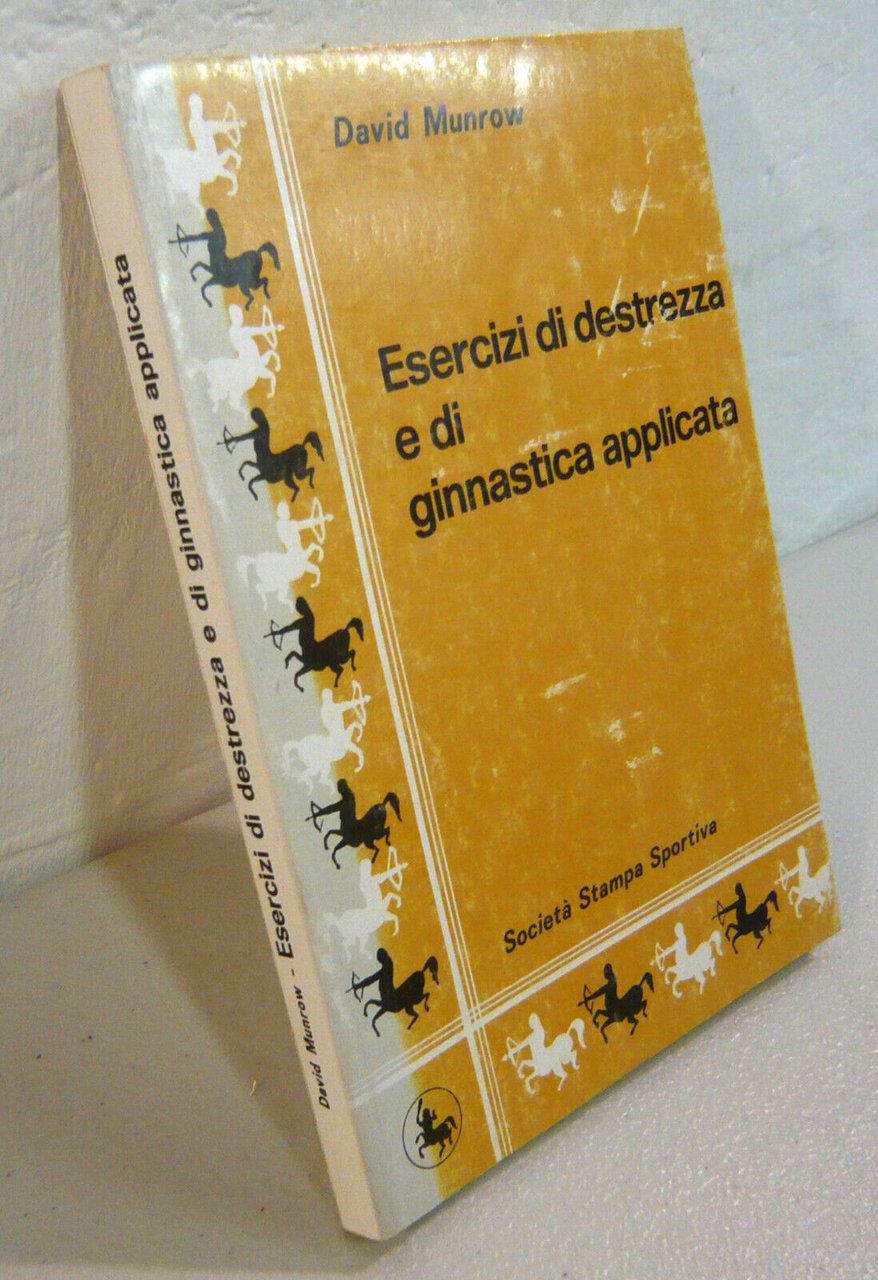 David Munrow
Esercizi di destrezza
e di
ginnastica applicata
Società Stampa Sportiva
David Munrow - Esercizi di destrezza e di ginnastica applicata